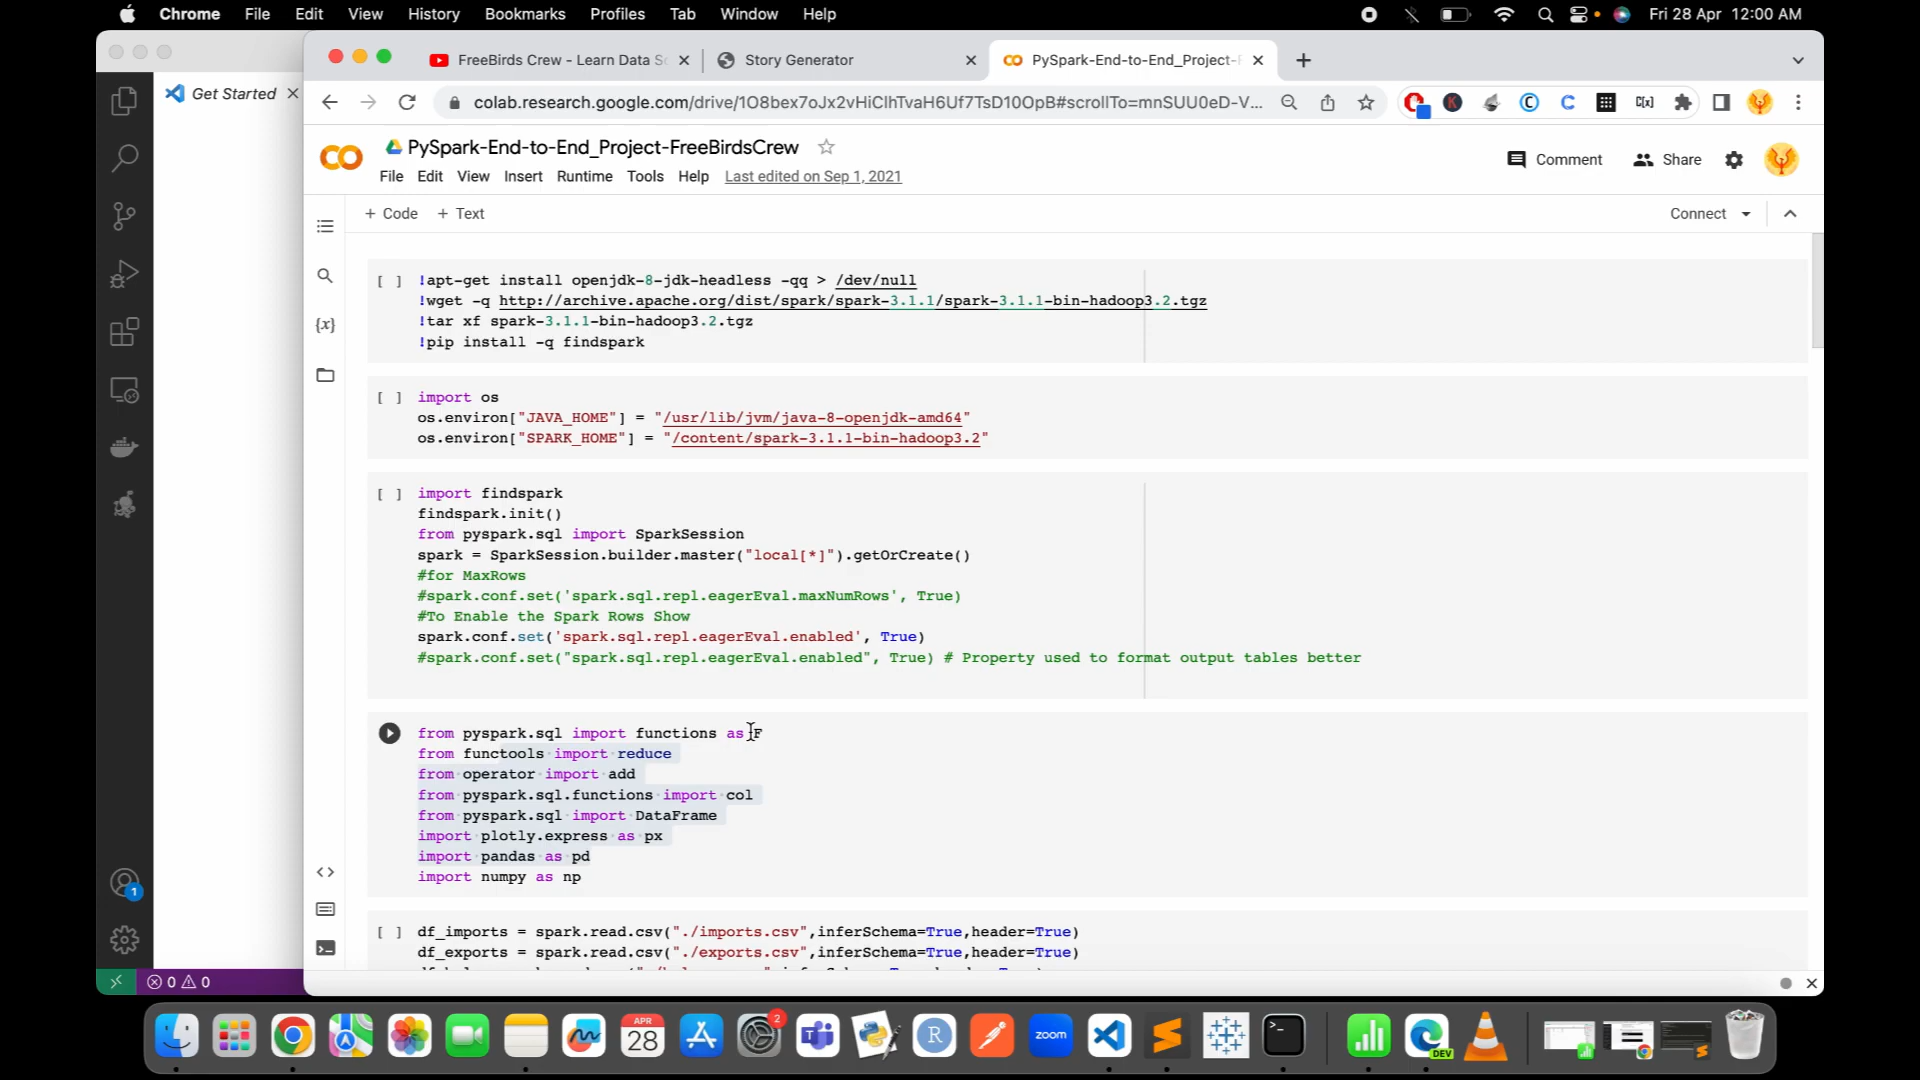 Chrome File Edit View History Bookmarks Profiles Tab Window Help Fri 28 Apr 12:00 AM
FreeBirds Crew - Learn Data Sc
Story Generator
PySpark-End-to-End_Project-F
Get Started
colab.research.google.com/drive/1O8bex7oJx2vHiClhTvaH6Uf7TsD10OpB#scrollTo=mnSUU0eD-V...
PySpark-End-to-End_Project-FreeBirdsCrew
File Edit View Insert Runtime Tools Help Last edited on Sep 1, 2021
Comment Share
+ Code + Text
Connect
[ ] !apt-get install openjdk-8-jdk-headless -qq > /dev/null
!wget -q http://archive.apache.org/dist/spark/spark-3.1.1/spark-3.1.1-bin-hadoop3.2.tgz
!tar xf spark-3.1.1-bin-hadoop3.2.tgz
!pip install -q findspark
[ ] import os
os.environ["JAVA_HOME"] = "/usr/lib/jvm/java-8-openjdk-amd64"
os.environ["SPARK_HOME"] = "/content/spark-3.1.1-bin-hadoop3.2"
[ ] import findspark
findspark.init()
from pyspark.sql import SparkSession
spark = SparkSession.builder.master("local[*]").getOrCreate()
#for MaxRows
#spark.conf.set('spark.sql.repl.eagerEval.maxNumRows', True)
#To Enable the Spark Rows Show
spark.conf.set('spark.sql.repl.eagerEval.enabled', True)
#spark.conf.set("spark.sql.repl.eagerEval.enabled", True) # Property used to format output tables better
from pyspark.sql import functions as F
from functools import reduce
from operator import add
from pyspark.sql.functions import col
from pyspark.sql import DataFrame
import plotly.express as px
import pandas as pd
import numpy as np
[ ] df_imports = spark.read.csv("./imports.csv",inferSchema=True,header=True)
df_exports = spark.read.csv("./exports.csv",inferSchema=True,header=True)
{x}
1
0 0
APR
28
2
R
zoom
DEV